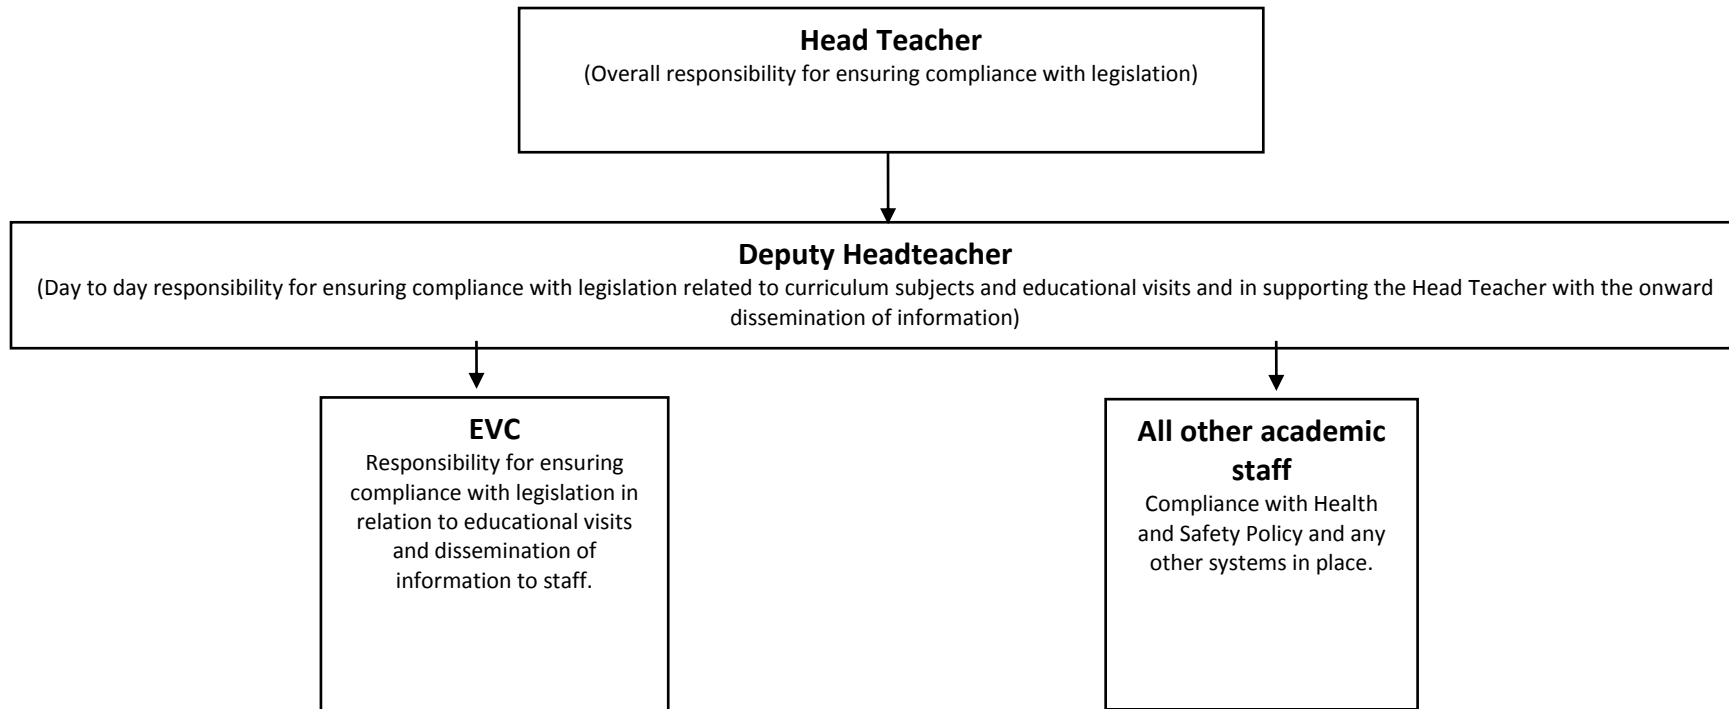 Head Teacher
(Overall responsibility for ensuring compliance with legislation)
Deputy Headteacher
(Day to day responsibility for ensuring compliance with legislation related to curriculum subjects and educational visits and in supporting the Head Teacher with the onward
dissemination of information)
EVC
Responsibility for ensuring
compliance with legislation in
relation to educational visits
and dissemination of
information to staff.
All other academic
staff
Compliance with Health
and Safety Policy and any
other systems in place.